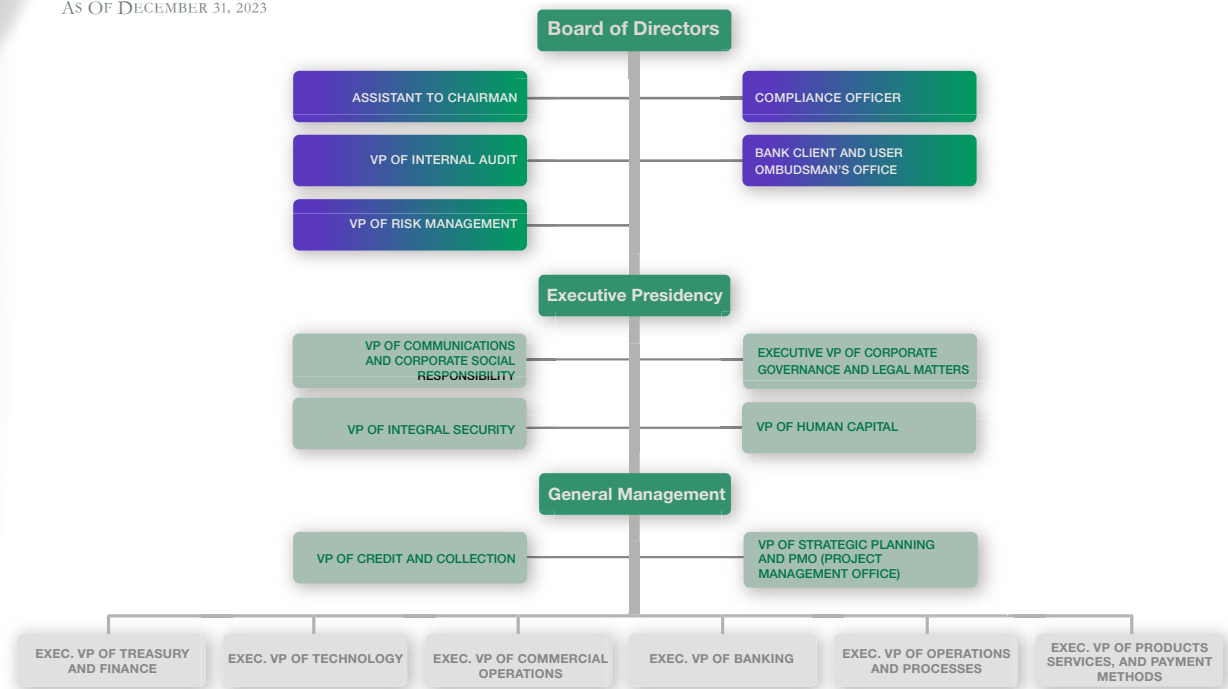 AS OF DECEMBER 31, 2023
Board of Directors
ASSISTANT TO CHAIRMAN
COMPLIANCE OFFICER
VP OF INTERNAL AUDIT
BANK CLIENT AND USER
OMBUDSMAN'S OFFICE
VP OF RISK MANAGEMENT
Executive Presidency
VP OF COMMUNICATIONS
AND CORPORATE SOCIAL
RESPONSIBILITY
EXECUTIVE VP OF CORPORATE
GOVERNANCE AND LEGAL MATTERS
VP OF INTEGRAL SECURITY
VP OF HUMAN CAPITAL
General Management
VP OF CREDIT AND COLLECTION
VP OF STRATEGIC PLANNING
AND PMO (PROJECT
MANAGEMENT OFFICE)
EXEC. VP OF TREASURY
AND FINANCE
EXEC. VP OF TECHNOLOGY
EXEC. VP OF COMMERCIAL
OPERATIONS
EXEC. VP OF BANKING
EXEC. VP OF OPERATIONS
AND PROCESSES
EXEC. VP OF PRODUCTS
SERVICES, AND PAYMENT
METHODS